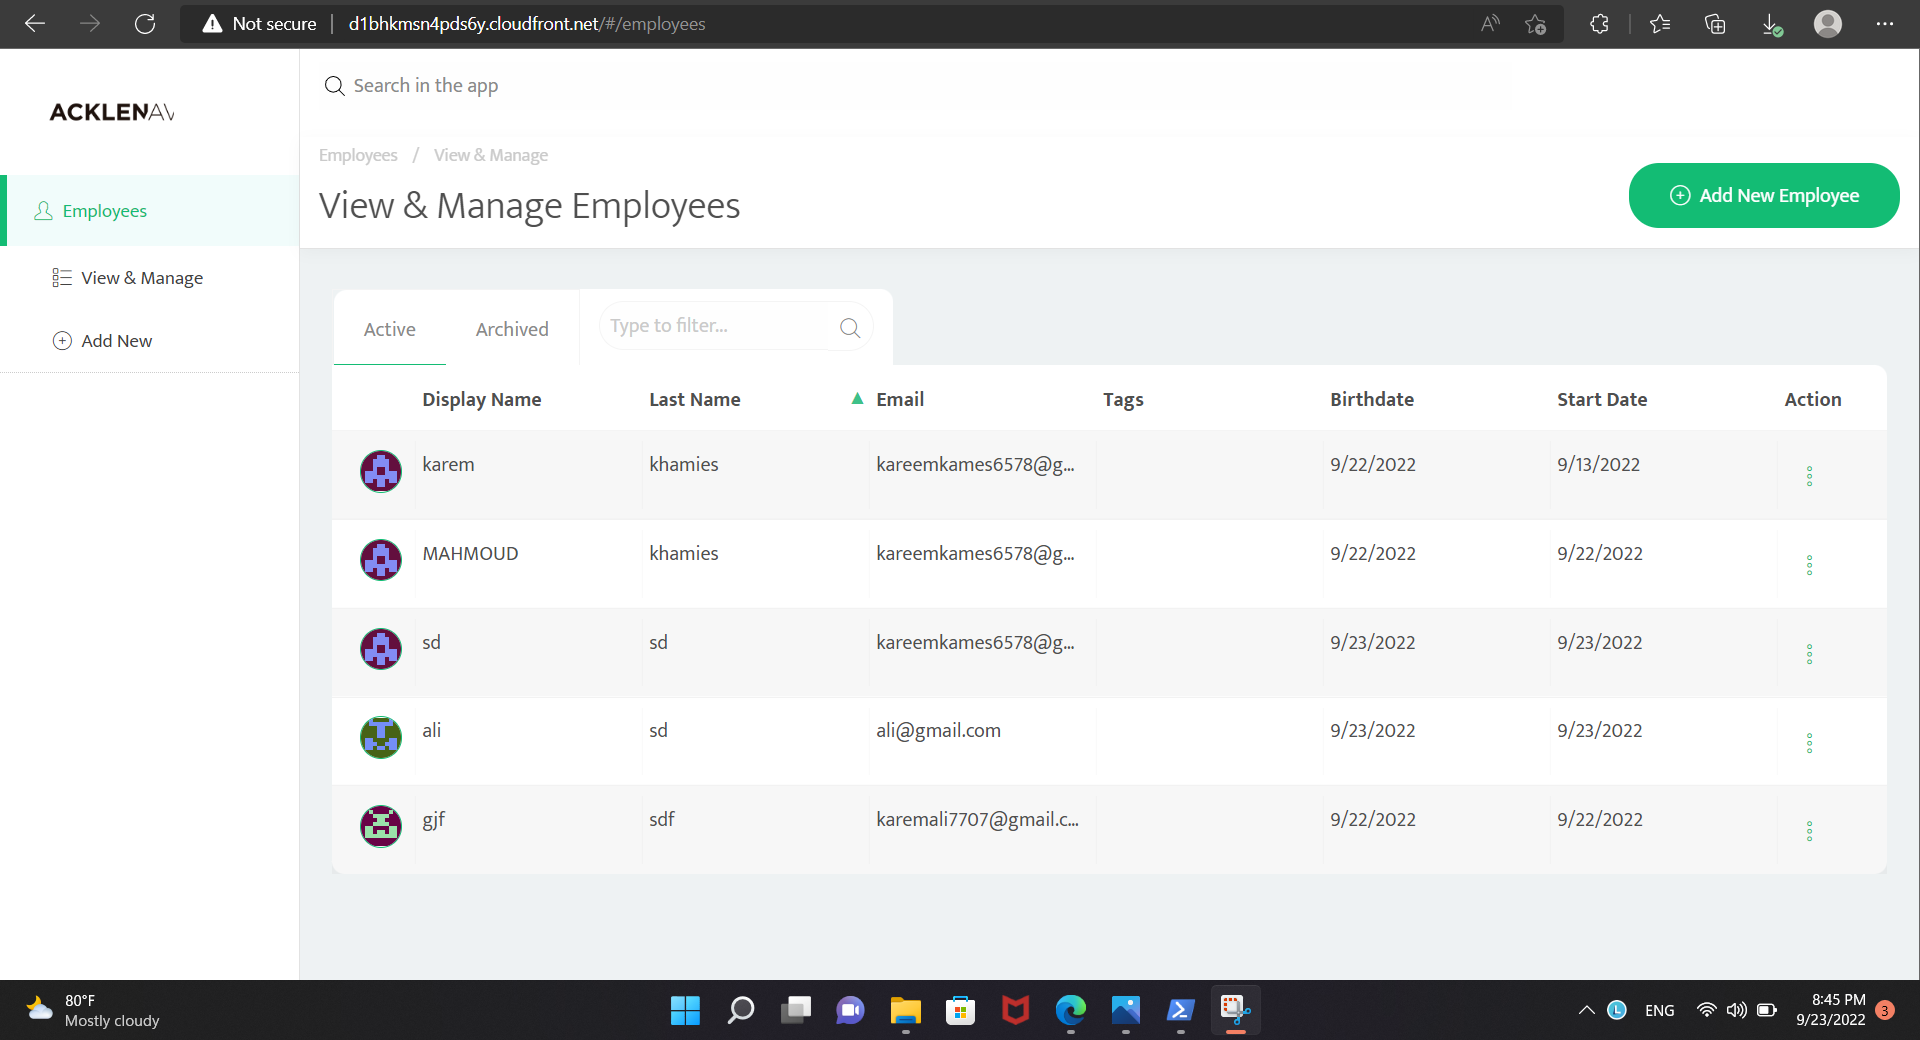 Not secure d1bhkmsn4pds6y.cloudfront.net/#/employees
ACKLENAV
Search in the app
Employees / View & Manage
View & Manage Employees
Add New Employee
Employees
View & Manage
Add New
Active Archived Type to filter...
Display Name Last Name Email Tags Birthdate Start Date Action
karem khamies kareemkames6578@g... 9/22/2022 9/13/2022
MAHMOUD khamies kareemkames6578@g... 9/22/2022 9/22/2022
sd sd kareemkames6578@g... 9/23/2022 9/23/2022
ali sd ali@gmail.com 9/23/2022 9/23/2022
gjf sdf karemali7707@gmail.c... 9/22/2022 9/22/2022
80°F
Mostly cloudy
L ENG
8:45 PM
9/23/2022
3